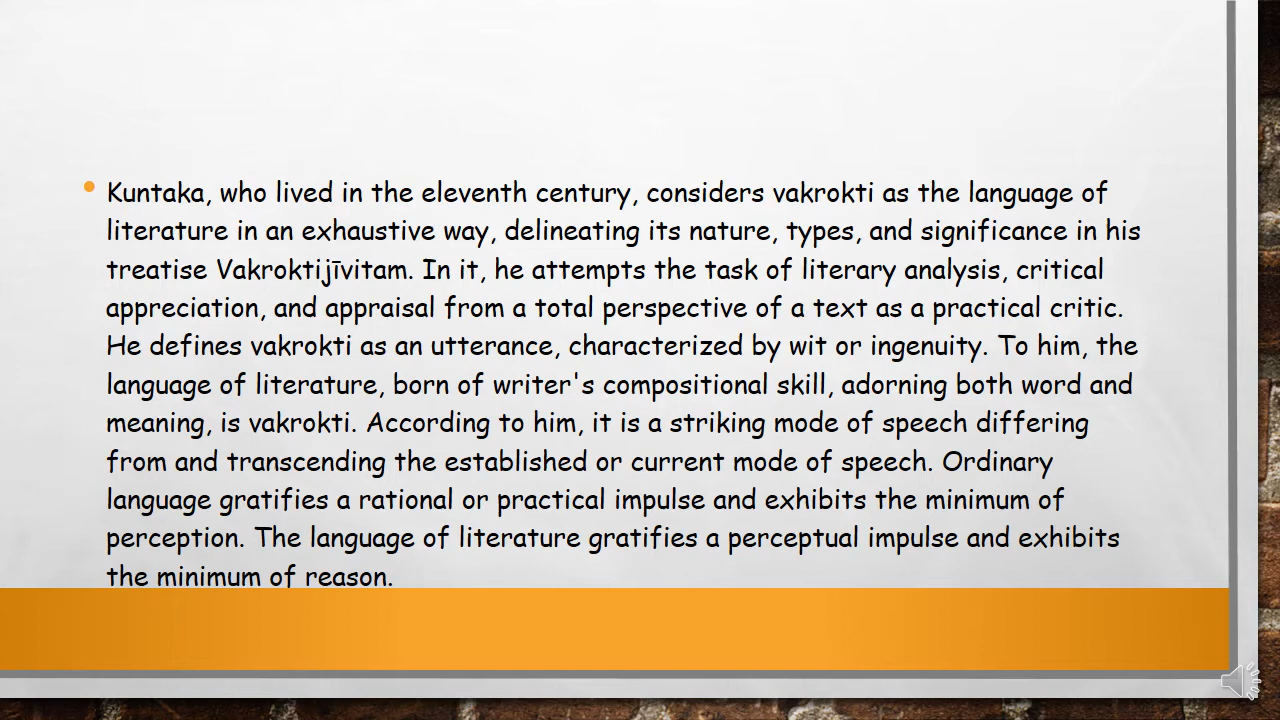 Kuntaka, who lived in the eleventh century, considers vakrokti as the language of
literature in an exhaustive way, delineating its nature, types, and significance in his
treatise Vakroktijīvitam. In it, he attempts the task of literary analysis, critical
appreciation, and appraisal from a total perspective of a text as a practical critic.
He defines vakrokti as an utterance, characterized by wit or ingenuity. To him, the
language of literature, born of writer's compositional skill, adorning both word and
meaning, is vakrokti. According to him, it is a striking mode of speech differing
from and transcending the established or current mode of speech. Ordinary
language gratifies a rational or practical impulse and exhibits the minimum of
perception. The language of literature gratifies a perceptual impulse and exhibits
the minimum of reason.